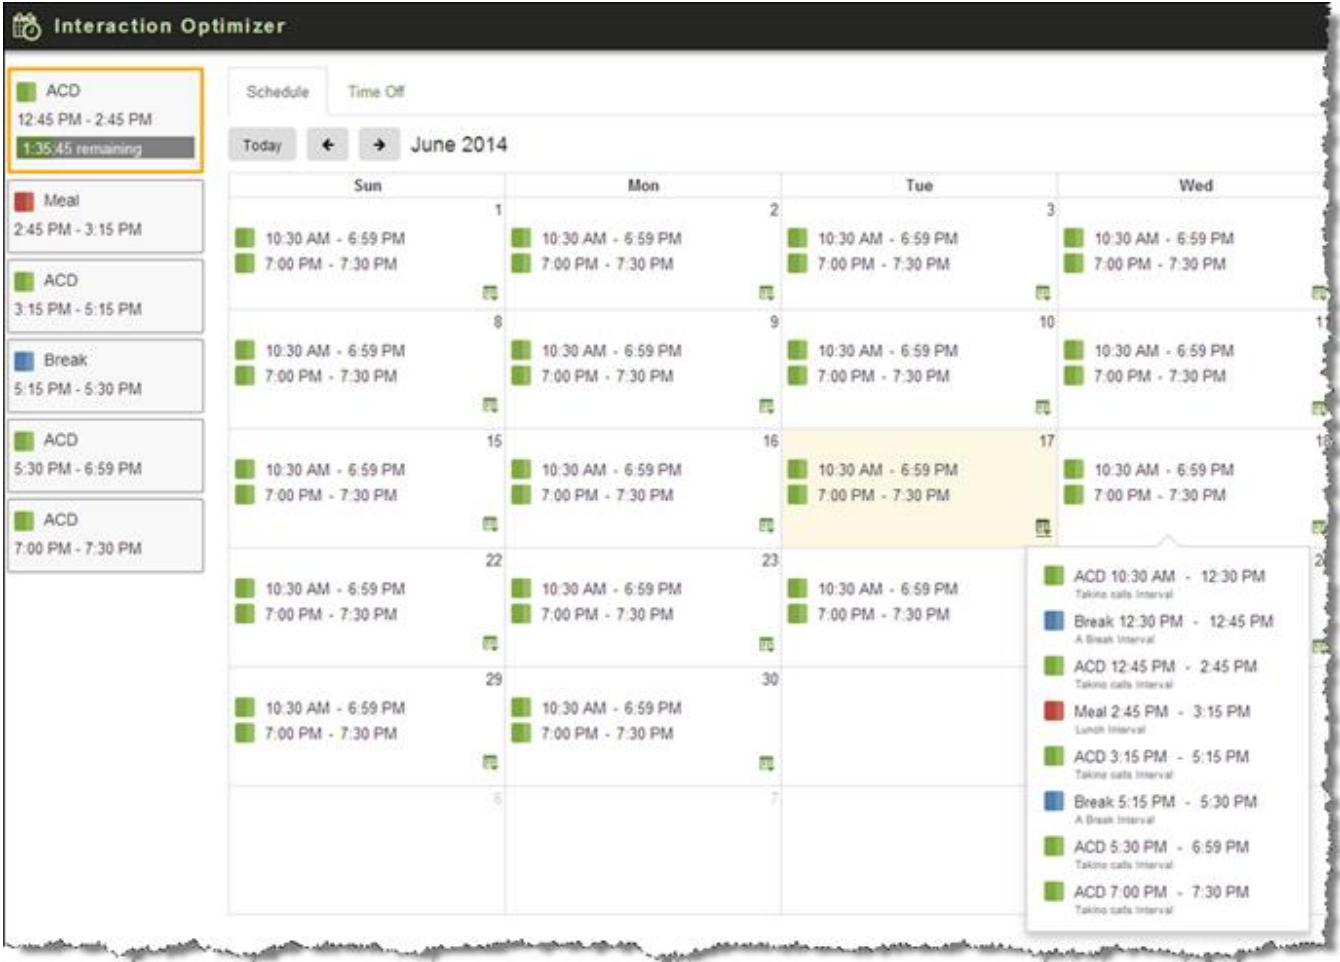 Interaction Optimizer
ACD
12:45 PM - 2:45 PM
1:35:45 remaining
Meal
2:45 PM - 3:15 PM
ACD
3:15 PM - 5:15 PM
Break
5:15 PM - 5:30 PM
ACD
5:30 PM - 6:59 PM
ACD
7:00 PM - 7:30 PM
Schedule Time Off
Today June 2014
Sun Mon Tue Wed
1 2 3
10:30 AM - 6:59 PM 10:30 AM - 6:59 PM 10:30 AM - 6:59 PM 10:30 AM - 6:59 PM
7:00 PM - 7:30 PM 7:00 PM - 7:30 PM 7:00 PM - 7:30 PM 7:00 PM - 7:30 PM
8 9 10 11
10:30 AM - 6:59 PM 10:30 AM - 6:59 PM 10:30 AM - 6:59 PM 10:30 AM - 6:59 PM
7:00 PM - 7:30 PM 7:00 PM - 7:30 PM 7:00 PM - 7:30 PM 7:00 PM - 7:30 PM
15 16 17 18
10:30 AM - 6:59 PM 10:30 AM - 6:59 PM 10:30 AM - 6:59 PM 10:30 AM - 6:59 PM
7:00 PM - 7:30 PM 7:00 PM - 7:30 PM 7:00 PM - 7:30 PM 7:00 PM - 7:30 PM
22 23
10:30 AM - 6:59 PM 10:30 AM - 6:59 PM 10:30 AM - 6:59 PM
7:00 PM - 7:30 PM 7:00 PM - 7:30 PM 7:00 PM - 7:30 PM
29 30
10:30 AM - 6:59 PM 10:30 AM - 6:59 PM
7:00 PM - 7:30 PM 7:00 PM - 7:30 PM
6 7
ACD 10:30 AM - 12:30 PM
Taking calls Interval
Break 12:30 PM - 12:45 PM
A Break Interval
ACD 12:45 PM - 2:45 PM
Taking calls Interval
Meal 2:45 PM - 3:15 PM
Lunch Interval
ACD 3:15 PM - 5:15 PM
Taking calls Interval
Break 5:15 PM - 5:30 PM
A Break Interval
ACD 5:30 PM - 6:59 PM
Taking calls Interval
ACD 7:00 PM - 7:30 PM
Taking calls Interval